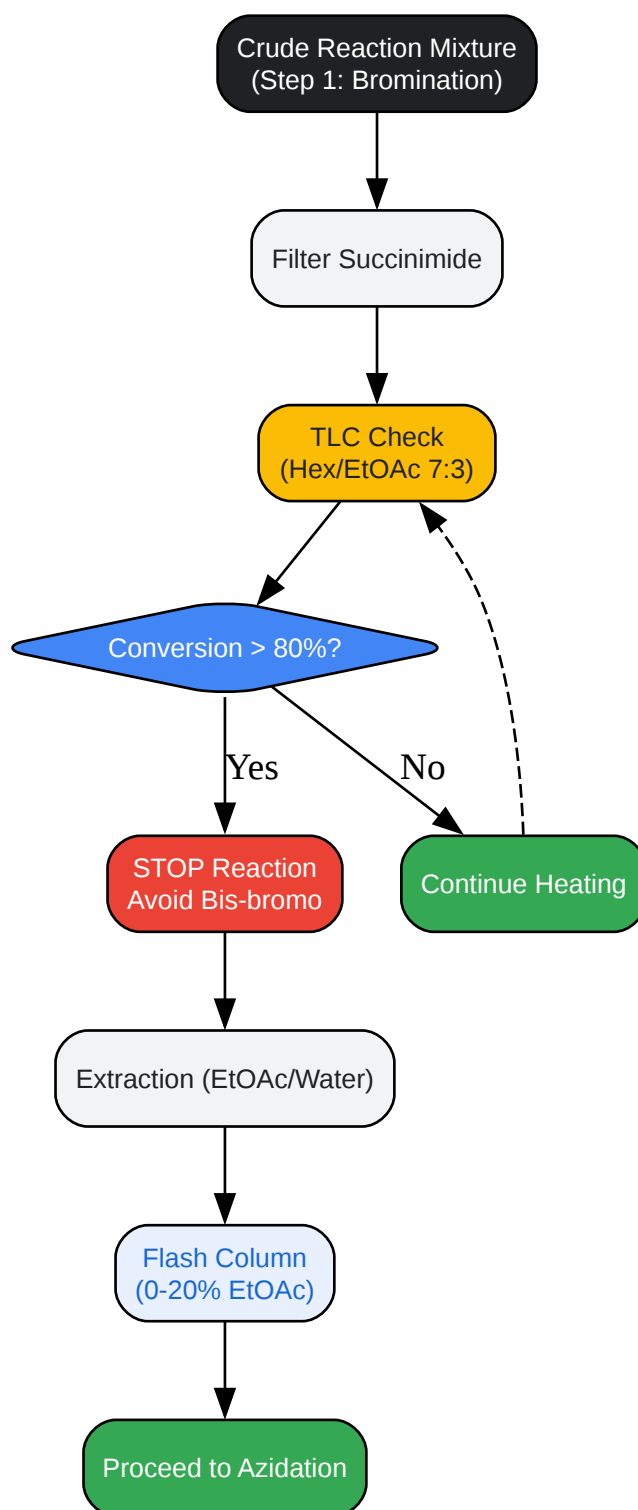 Crude Reaction Mixture
(Step 1: Bromination)
Filter Succinimide
TLC Check
(Hex/EtOAc 7:3)
Conversion > 80%?
Yes
No
STOP Reaction
Avoid Bis-bromo
Continue Heating
Extraction (EtOAc/Water)
Flash Column
(0-20% EtOAc)
Proceed to Azidation